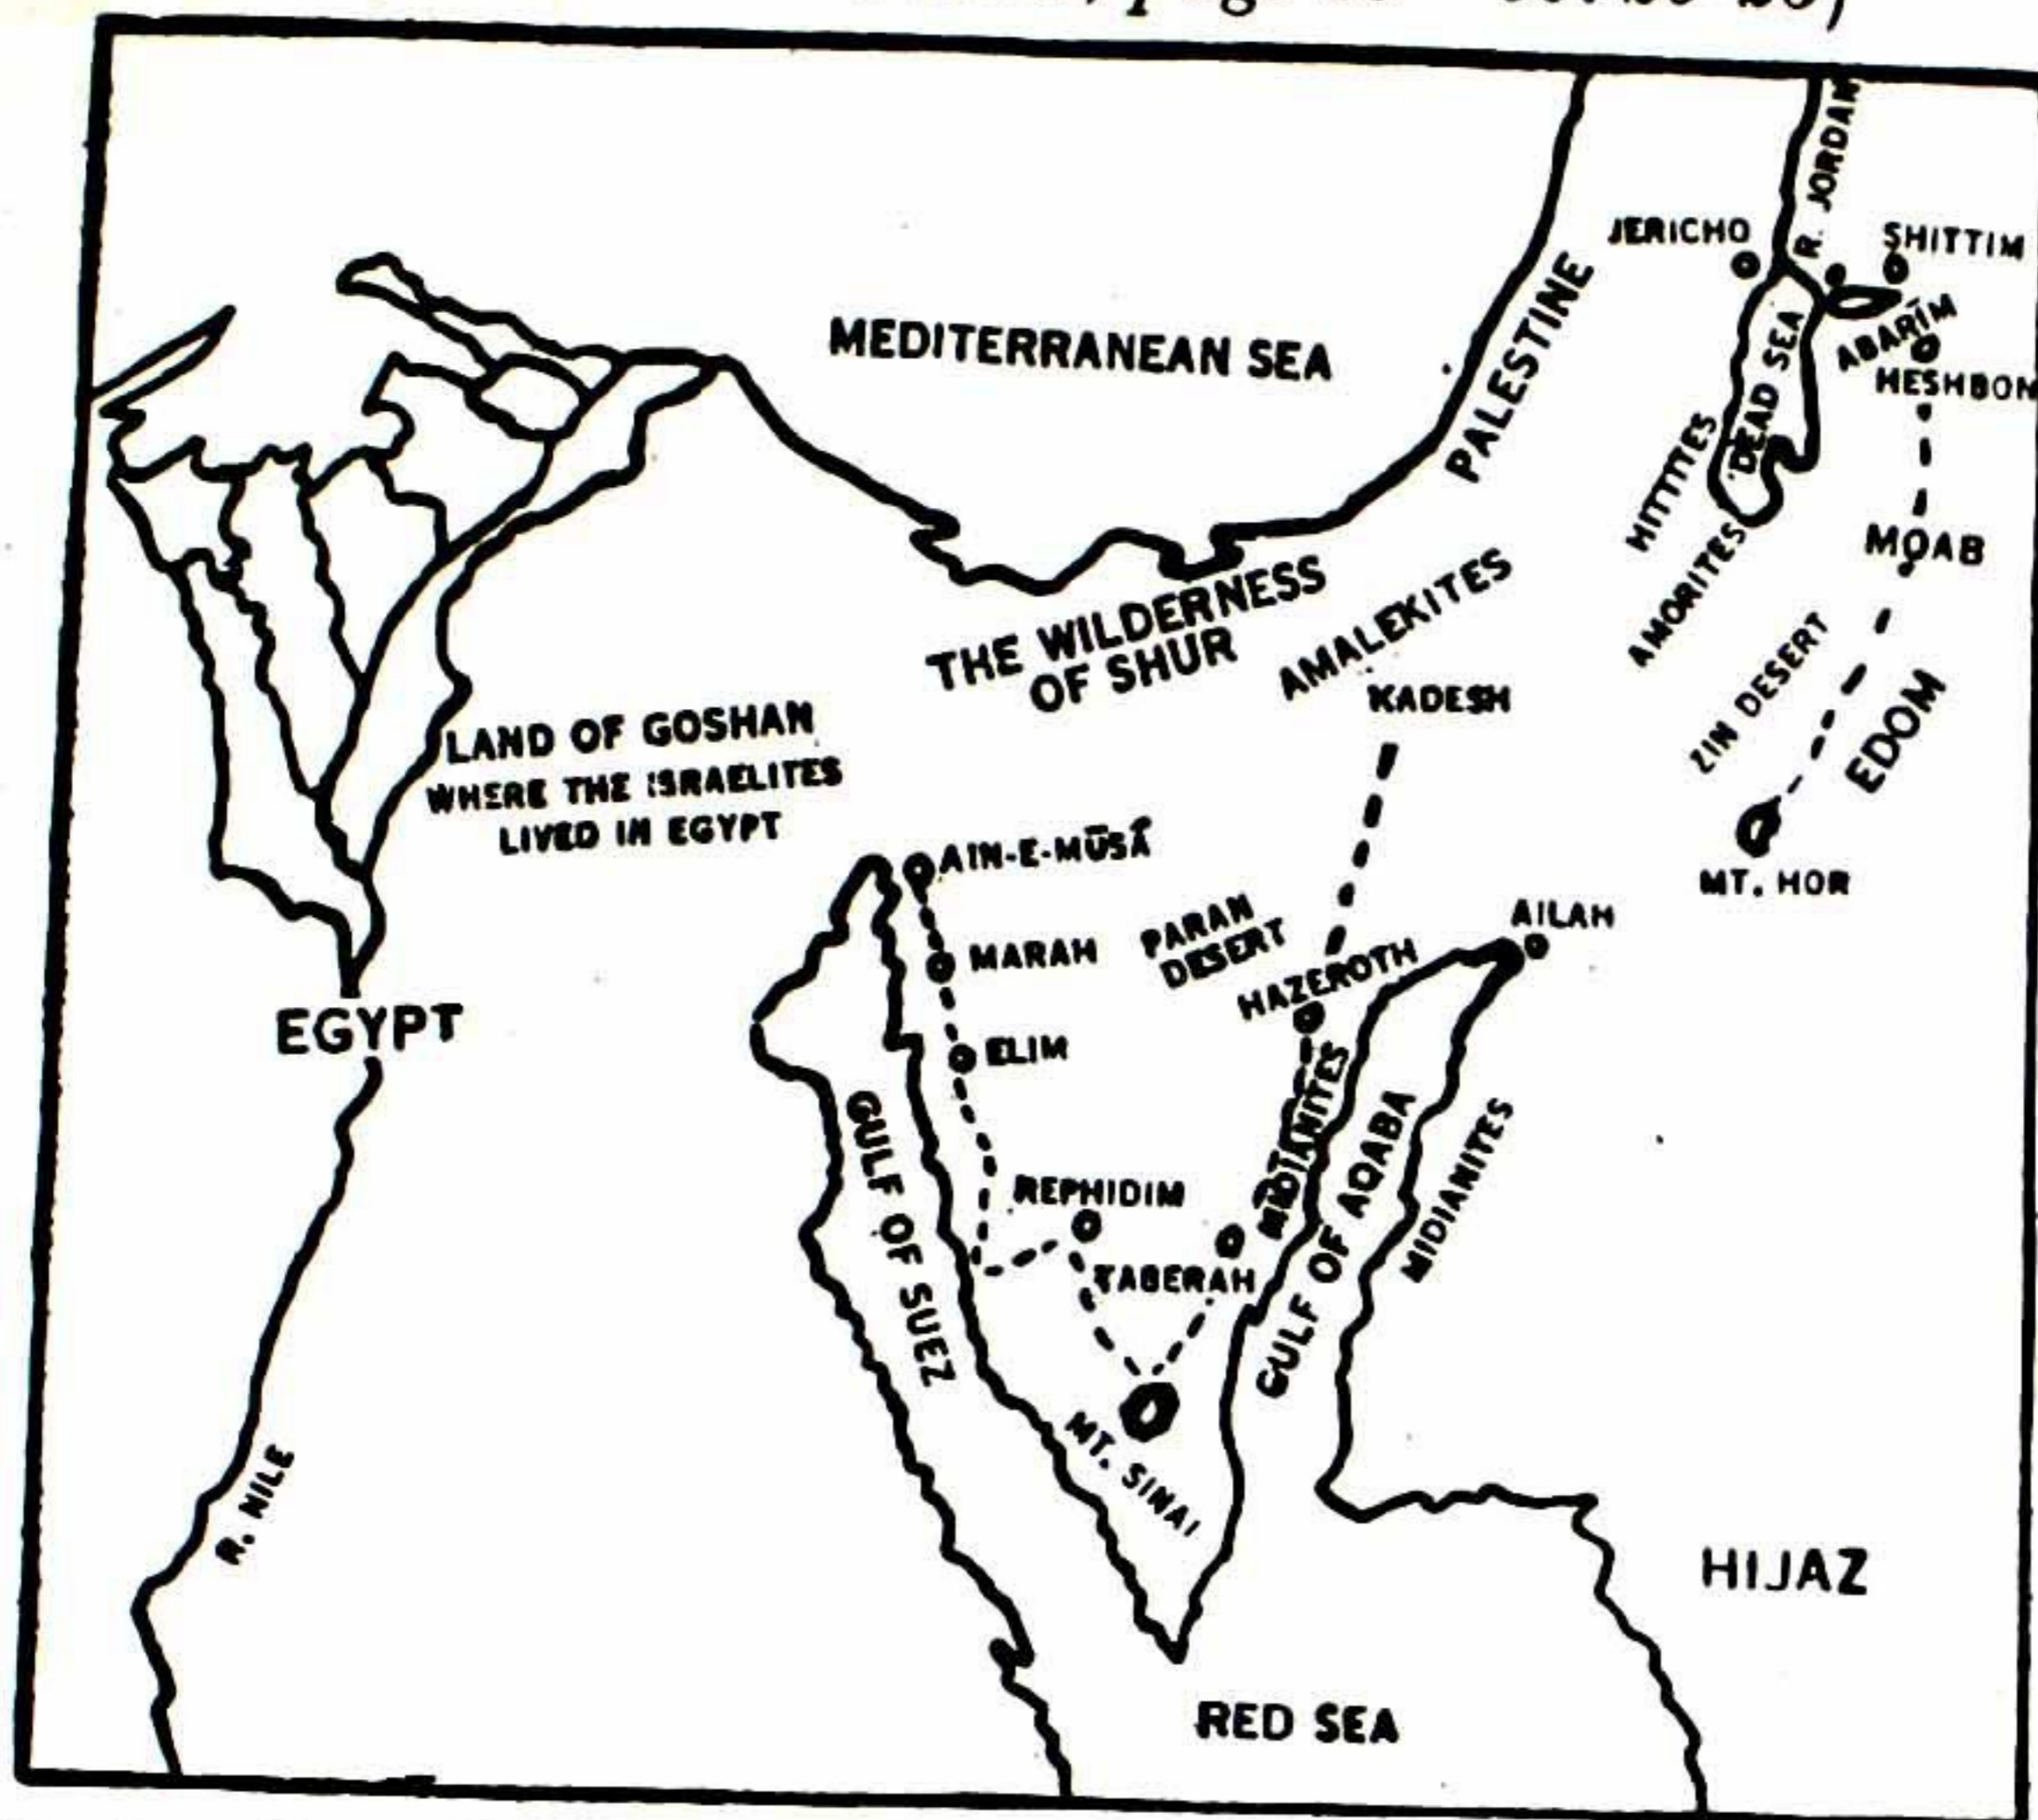 JERICHO
R. JORDAN
SHITTIM
ABARĪM
HESHBON
MEDITERRANEAN SEA
PALESTINE
DEAD SEA
HITTITES
AMORITES
MOAB
THE WILDERNESS
OF SHUR
AMALEKITES
KADESH
ZIN DESERT
EDOM
MT. HOR
LAND OF GOSHAN
WHERE THE ISRAELITES
LIVED IN EGYPT
AIN-E-MŪSĀ
MARAH
PARAN
DESERT
AILAH
HAZEROTH
EGYPT
ELIM
GULF OF SUEZ
REPHIDIM
MIDIANITES
GULF OF AQABA
MIDIANITES
TABERAH
MT. SINAI
R. NILE
HIJAZ
RED SEA